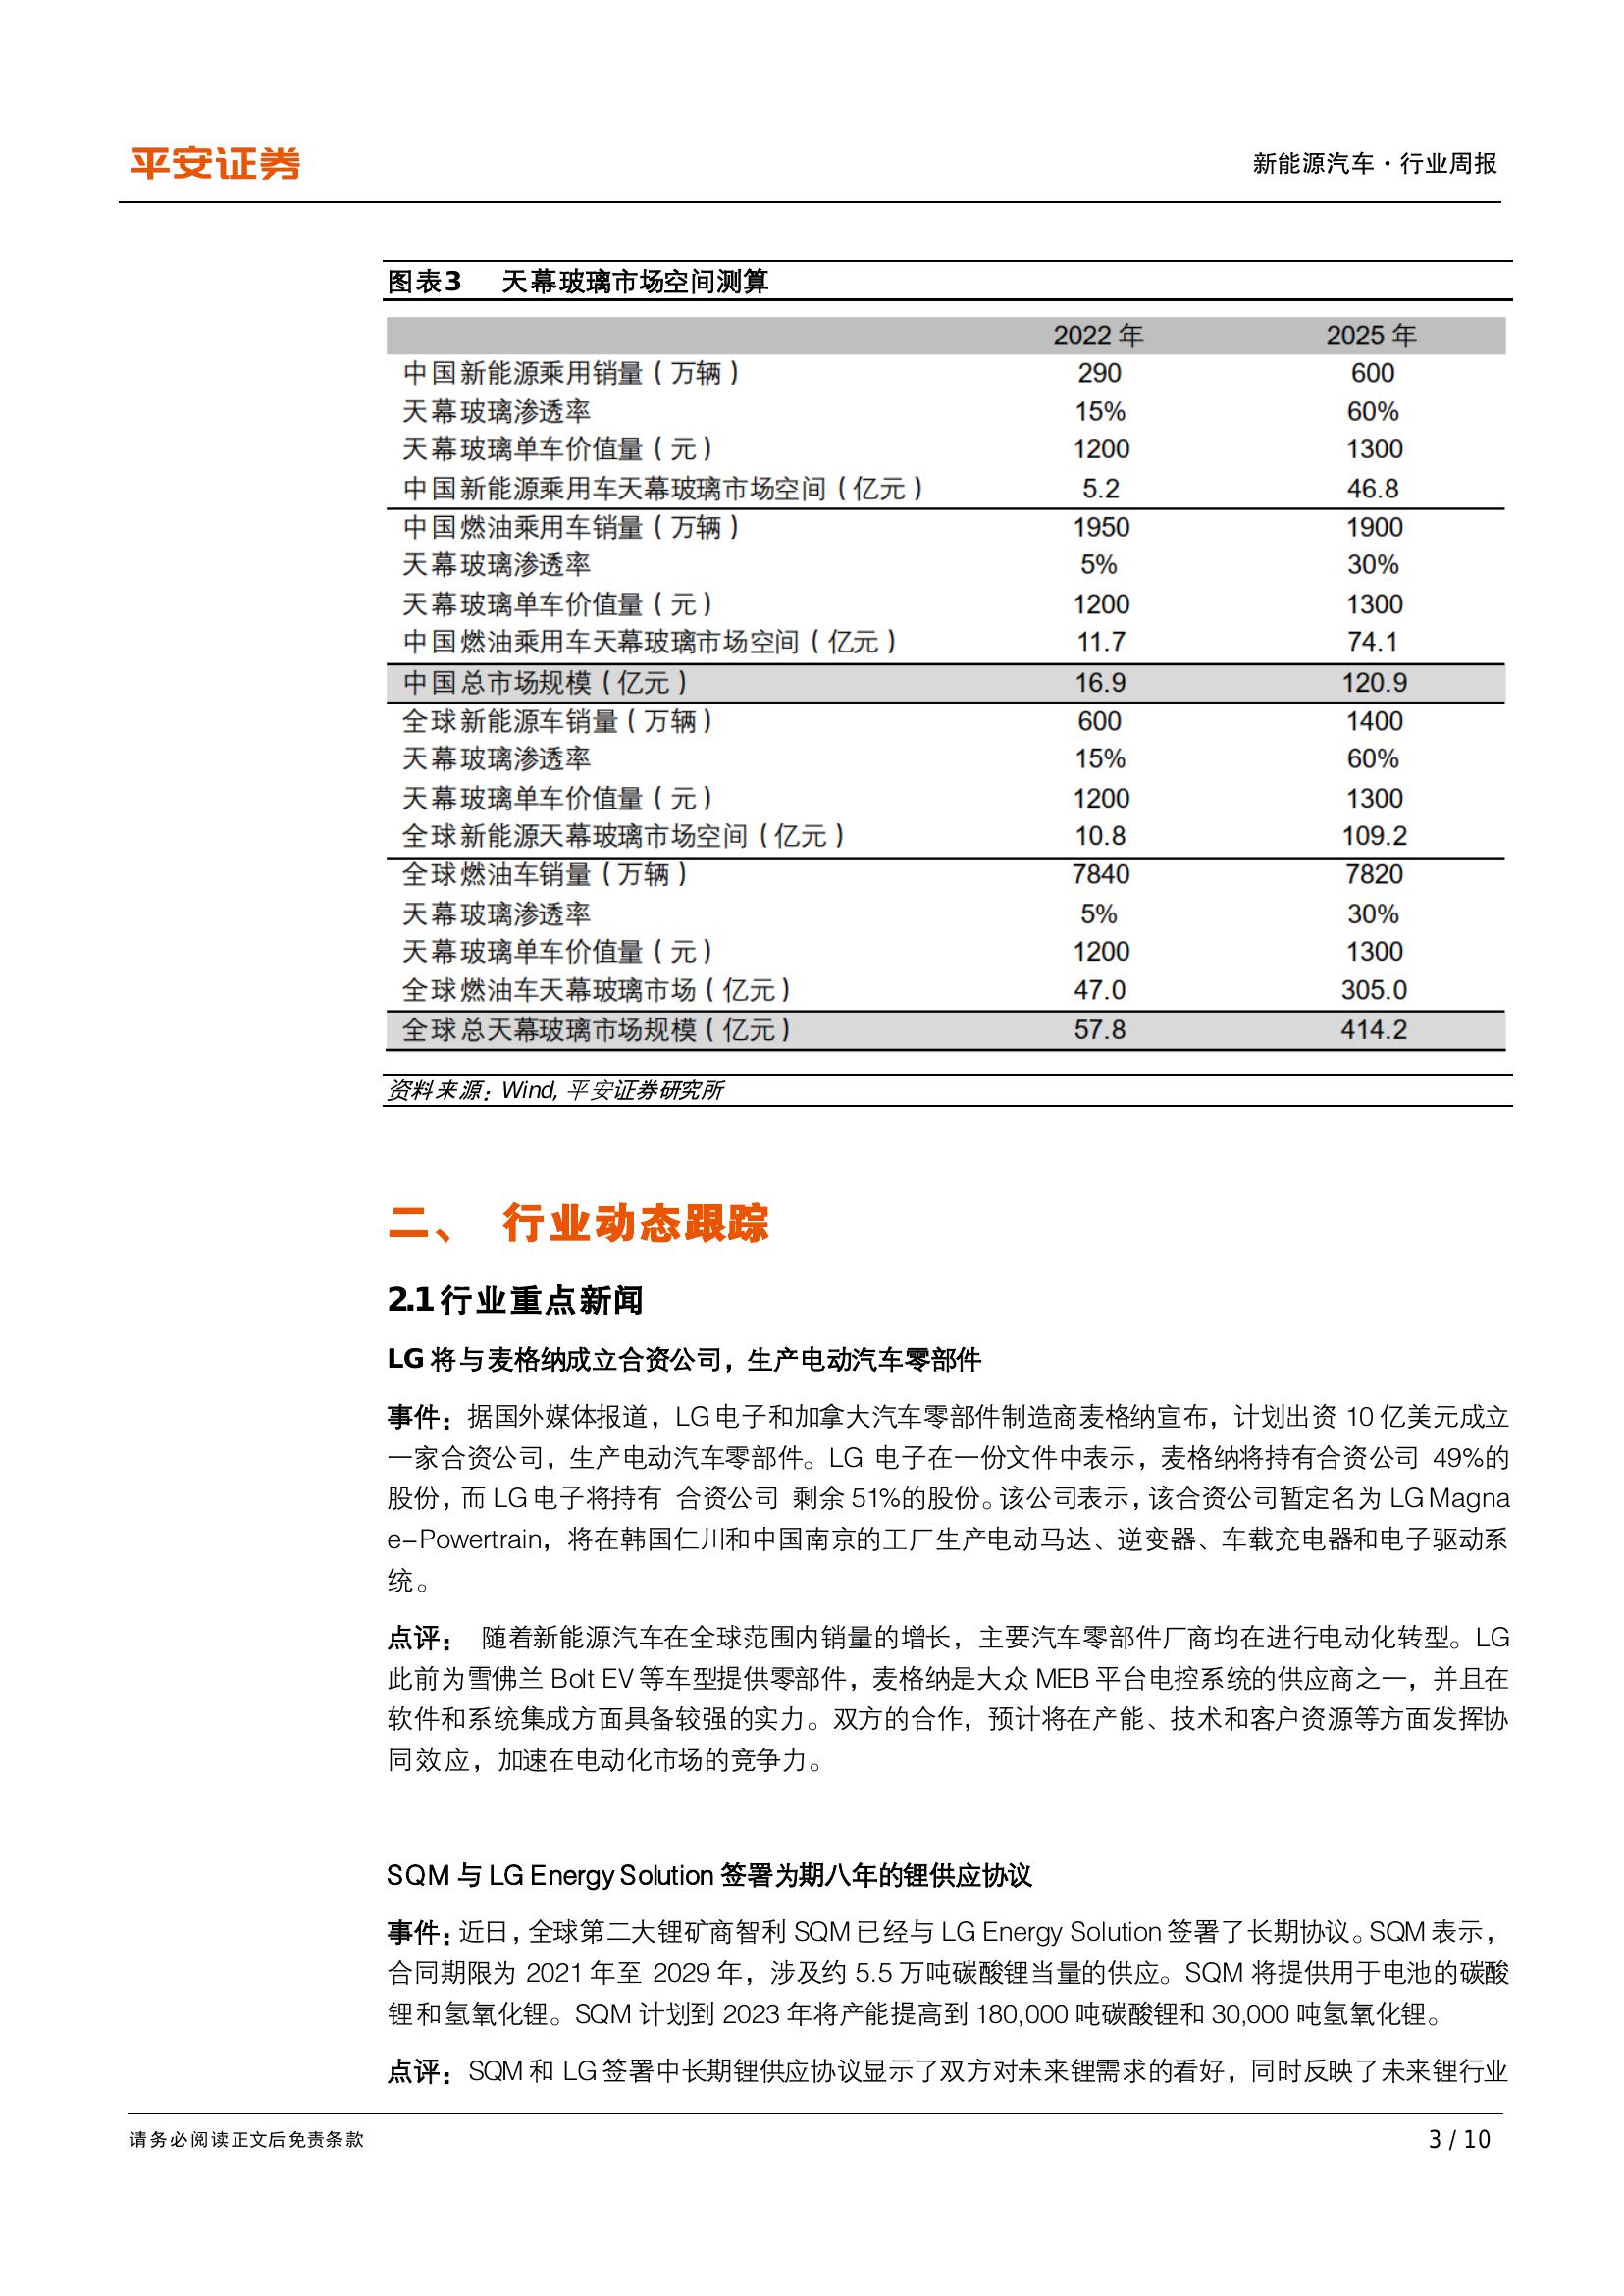 平安证券
新能源汽车·行业周报
图表3 天幕玻璃市场空间测算
2022 年 2025 年
中国新能源乘用销量（万辆） 290 600
天幕玻璃渗透率 15% 60%
天幕玻璃单车价值量（元） 1200 1300
中国新能源乘用车天幕玻璃市场空间（亿元） 5.2 46.8
中国燃油乘用车销量（万辆） 1950 1900
天幕玻璃渗透率 5% 30%
天幕玻璃单车价值量（元） 1200 1300
中国燃油乘用车天幕玻璃市场空间（亿元） 11.7 74.1
中国总市场规模（亿元） 16.9 120.9
全球新能源车销量（万辆） 600 1400
天幕玻璃渗透率 15% 60%
天幕玻璃单车价值量（元） 1200 1300
全球新能源天幕玻璃市场空间（亿元） 10.8 109.2
全球燃油车销量（万辆） 7840 7820
天幕玻璃渗透率 5% 30%
天幕玻璃单车价值量（元） 1200 1300
全球燃油车天幕玻璃市场（亿元） 47.0 305.0
全球总天幕玻璃市场规模（亿元） 57.8 414.2
资料来源：Wind, 平安证券研究所
二、 行业动态跟踪
2.1 行业重点新闻
LG 将与麦格纳成立合资公司，生产电动汽车零部件
事件：据国外媒体报道，LG 电子和加拿大汽车零部件制造商麦格纳宣布，计划出资 10 亿美元成立
一家合资公司，生产电动汽车零部件。LG 电子在一份文件中表示，麦格纳将持有合资公司 49%的
股份，而 LG 电子将持有 合资公司 剩余 51%的股份。该公司表示，该合资公司暂定名为 LG Magna
e-Powertrain，将在韩国仁川和中国南京的工厂生产电动马达、逆变器、车载充电器和电子驱动系
统。
点评： 随着新能源汽车在全球范围内销量的增长，主要汽车零部件厂商均在进行电动化转型。LG
此前为雪佛兰 Bolt EV 等车型提供零部件，麦格纳是大众 MEB 平台电控系统的供应商之一，并且在
软件和系统集成方面具备较强的实力。双方的合作，预计将在产能、技术和客户资源等方面发挥协
同效应，加速在电动化市场的竞争力。
SQM 与 LG Energy Solution 签署为期八年的锂供应协议
事件：近日，全球第二大锂矿商智利 SQM 已经与 LG Energy Solution 签署了长期协议。SQM 表示，
合同期限为 2021 年至 2029 年，涉及约 5.5 万吨碳酸锂当量的供应。SQM 将提供用于电池的碳酸
锂和氢氧化锂。SQM 计划到 2023 年将产能提高到 180,000 吨碳酸锂和 30,000 吨氢氧化锂。
点评：SQM 和 LG 签署中长期锂供应协议显示了双方对未来锂需求的看好，同时反映了未来锂行业
请务必阅读正文后免责条款
3 / 10